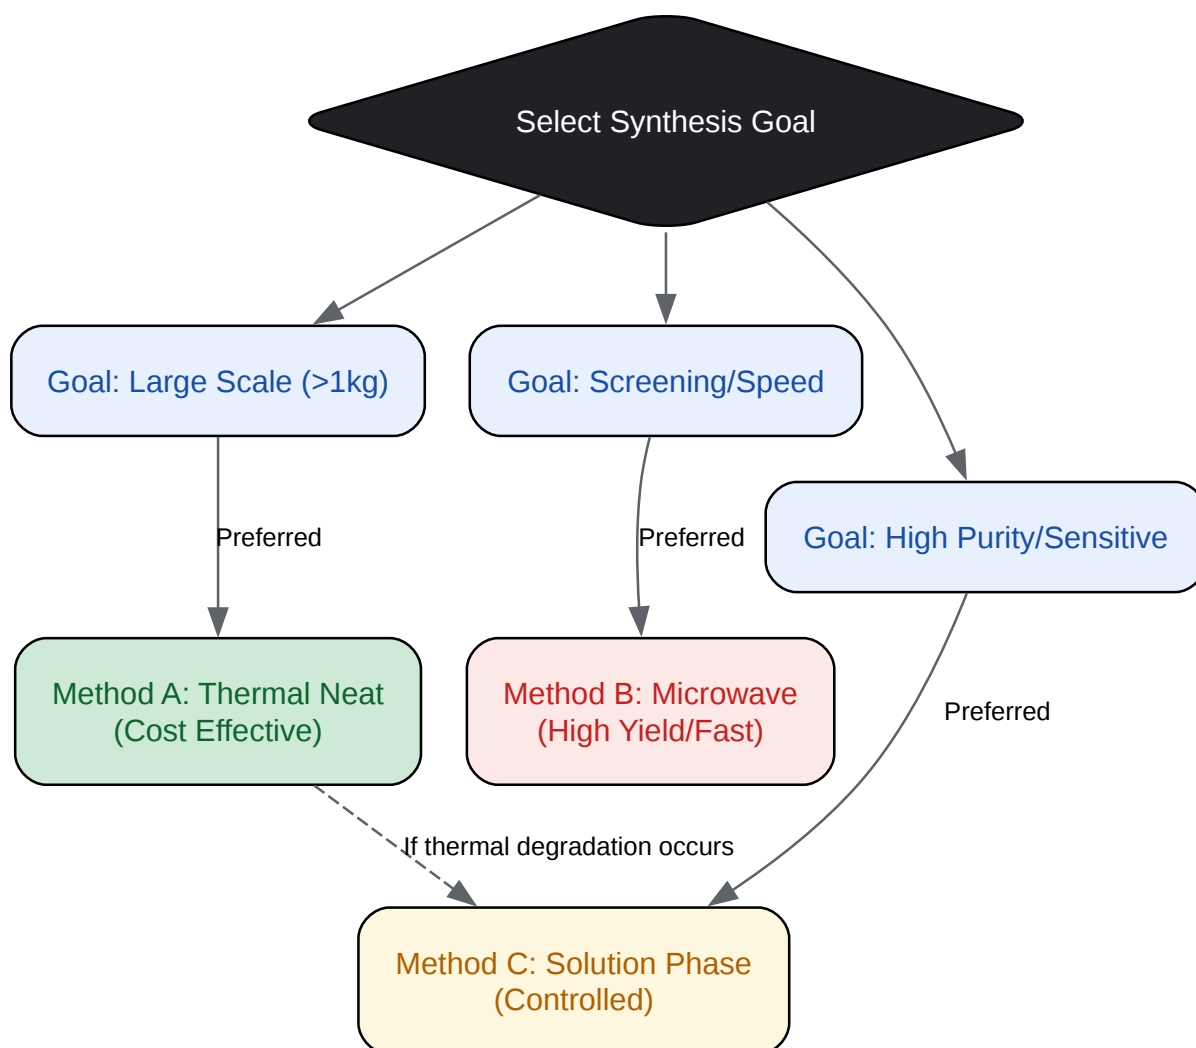 Select Synthesis Goal
Goal: Large Scale (>1kg)
Goal: Screening/Speed
Goal: High Purity/Sensitive
Preferred
Preferred
Method A: Thermal Neat
(Cost Effective)
Method B: Microwave
(High Yield/Fast)
Preferred
If thermal degradation occurs
Method C: Solution Phase
(Controlled)